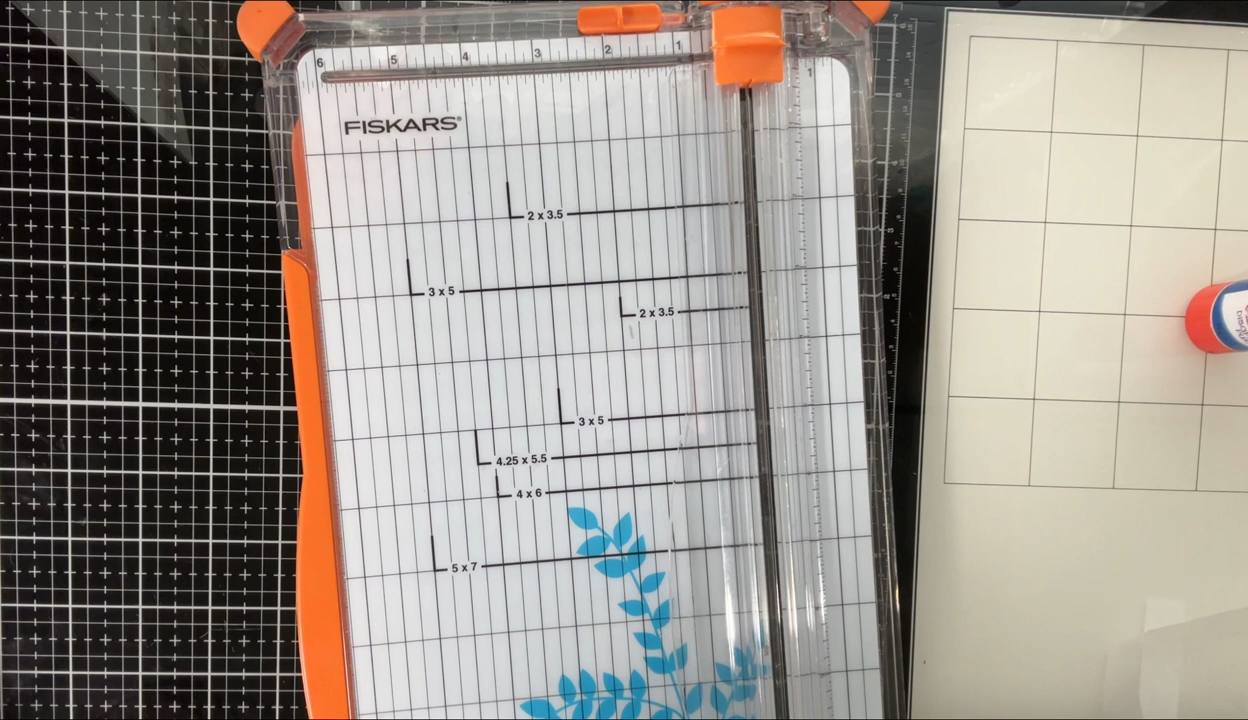 6 5 4 3 2 1
1
FISKARS®
2 x 3.5
3 x 5
2 x 3.5
3 x 5
4.25 x 5.5
4 x 6
5 x 7